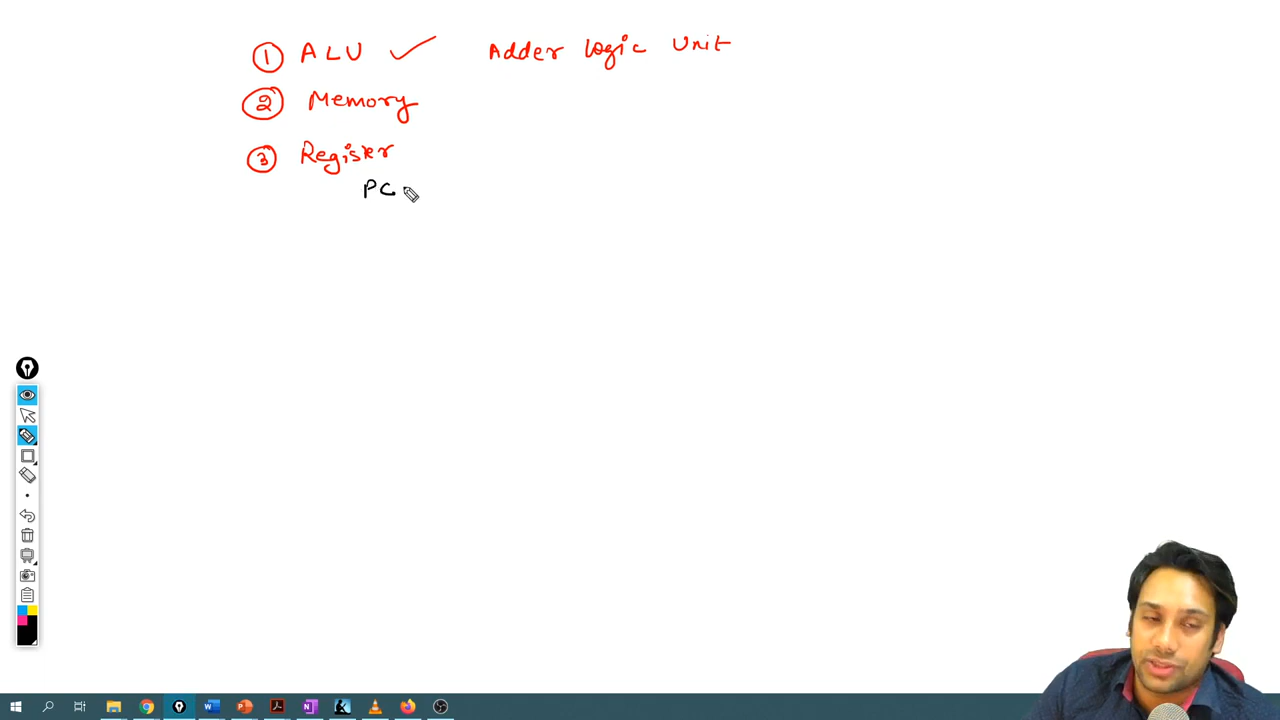 ① ALU ✓ Adder Logic Unit
② Memory
③ Register
PC